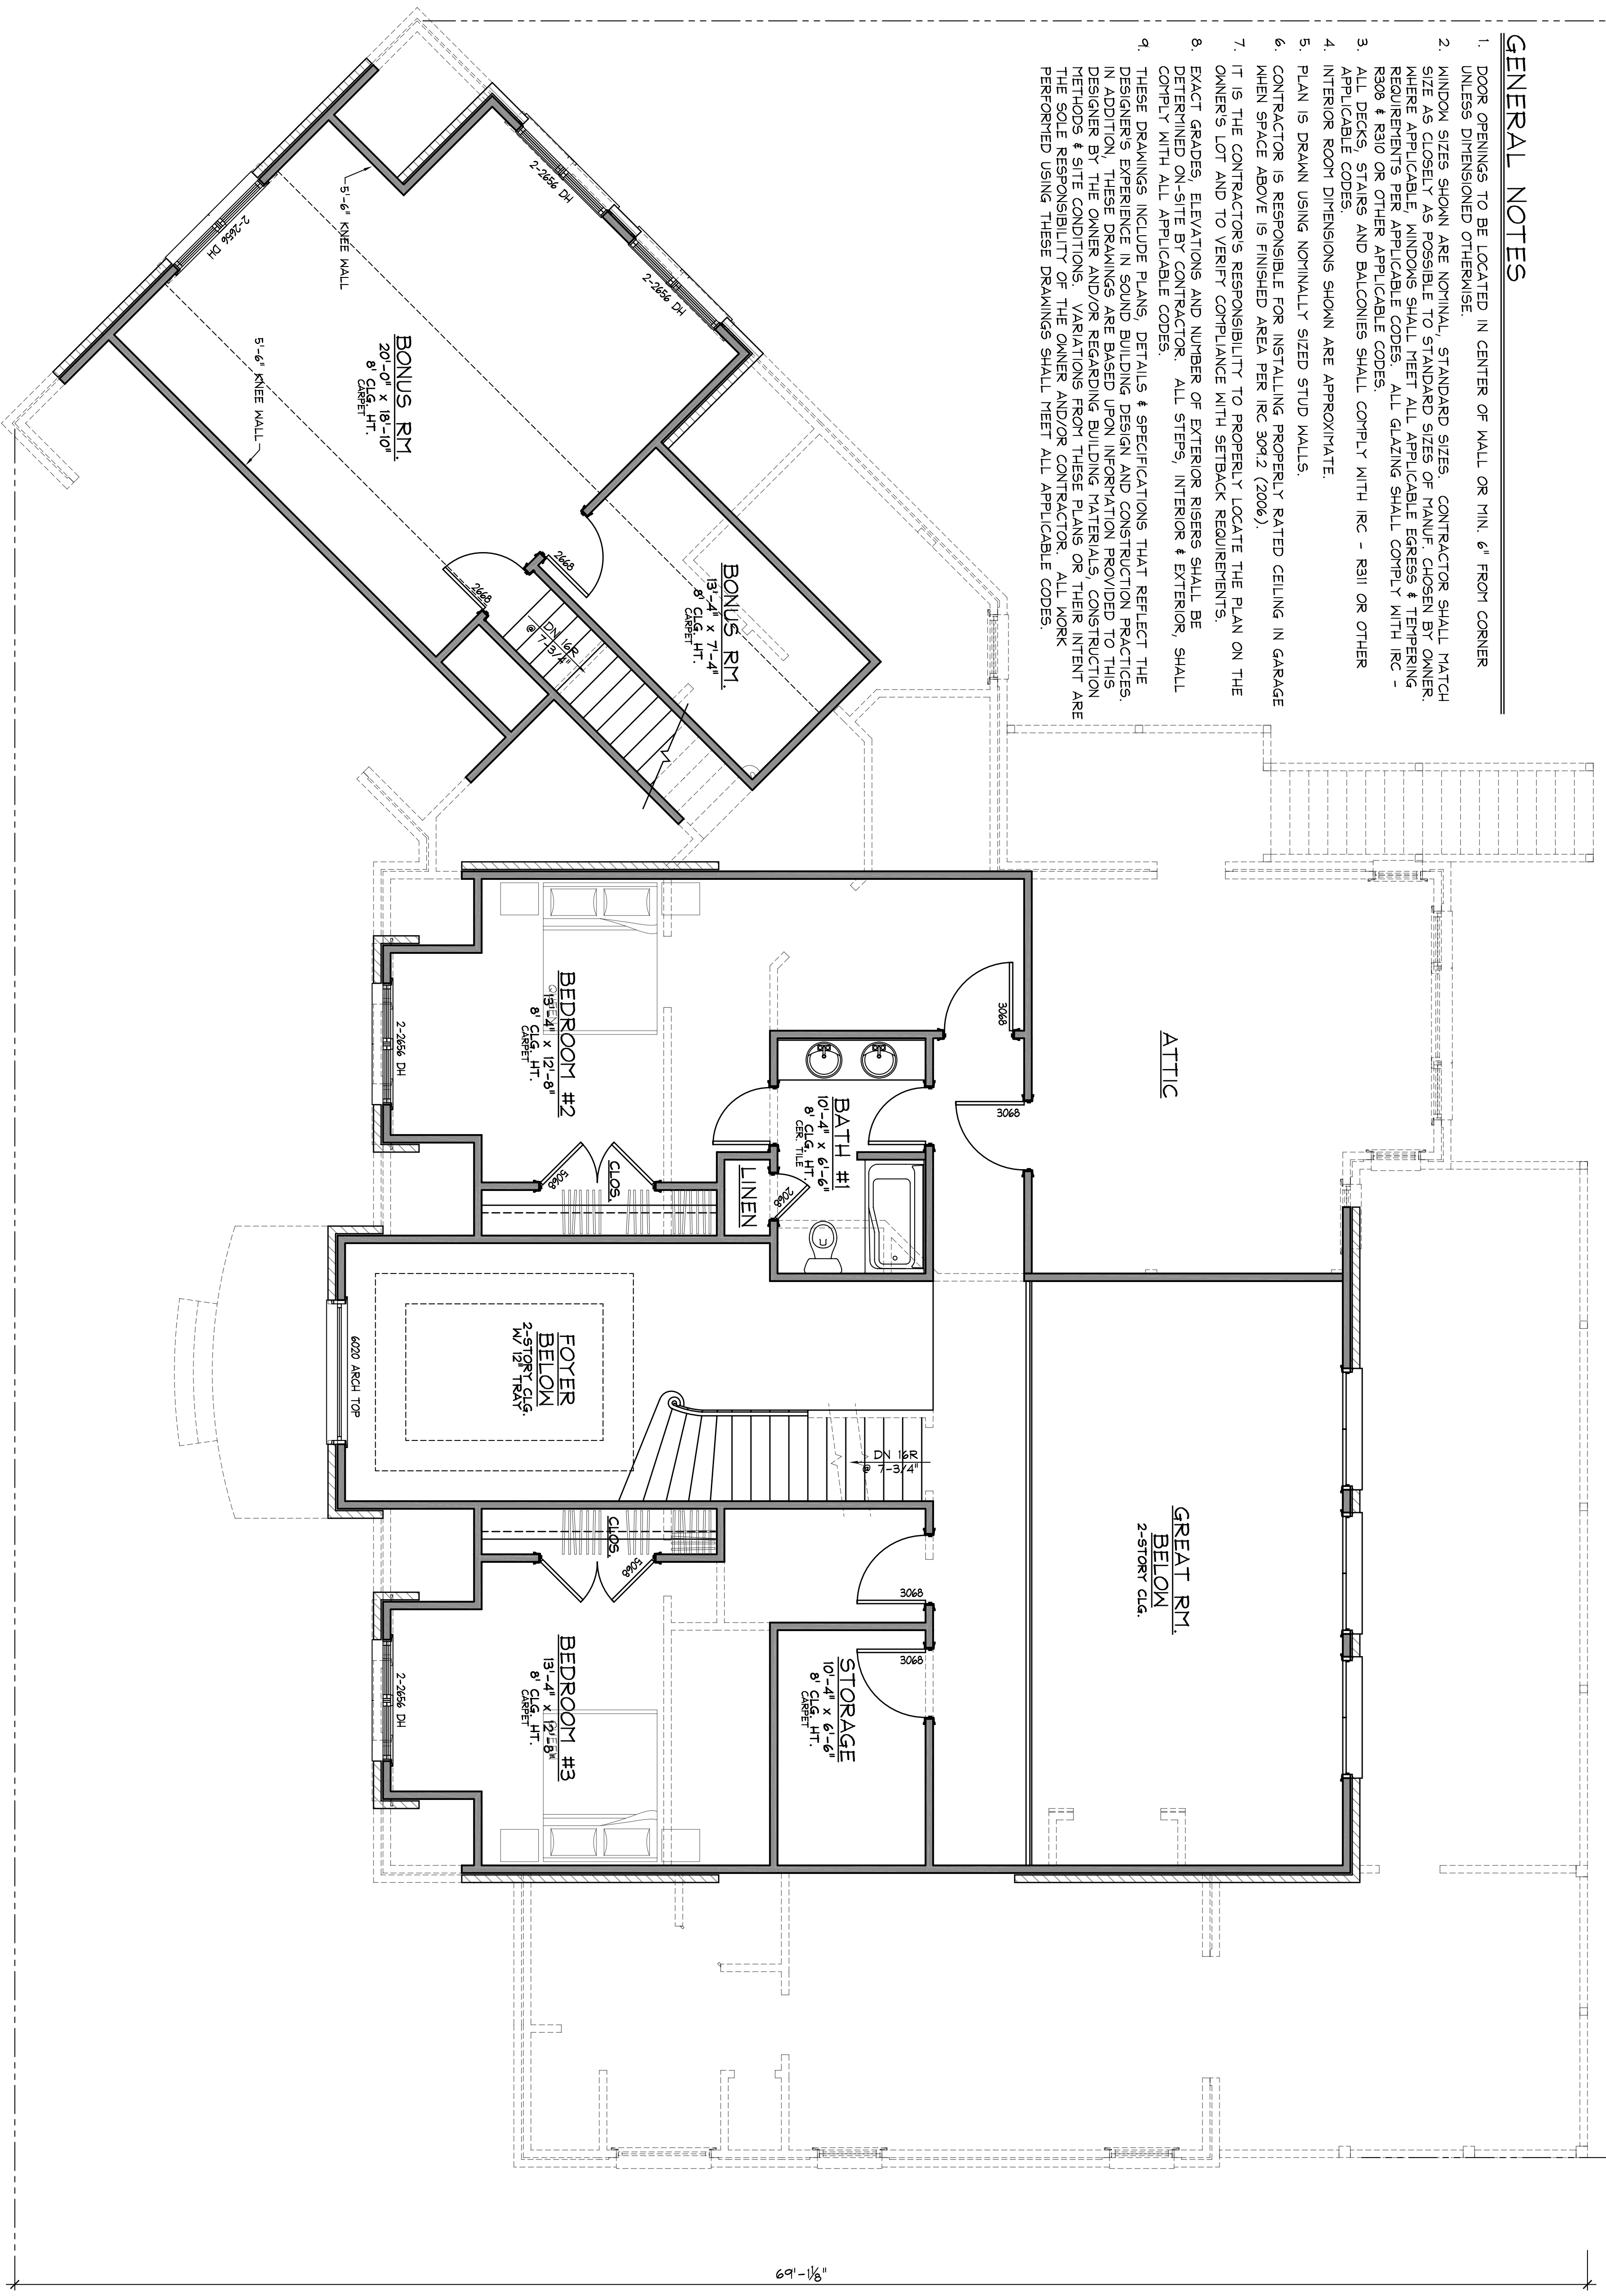 GENERAL NOTES
1. DOOR OPENINGS TO BE LOCATED IN CENTER OF WALL OR MIN. 6" FROM CORNER
UNLESS DIMENSIONED OTHERWISE.
2. WINDOW SIZES SHOWN ARE NOMINAL, STANDARD SIZES. CONTRACTOR SHALL MATCH
SIZE AS CLOSELY AS POSSIBLE TO STANDARD SIZES OF MANUF. CHOSEN BY OWNER.
WHERE APPLICABLE, WINDOWS SHALL MEET ALL APPLICABLE EGRESS & TEMPERING
REQUIREMENTS PER APPLICABLE CODES. ALL GLAZING SHALL COMPLY WITH IRC -
R308 & R310 OR OTHER APPLICABLE CODES.
3. ALL DECKS, STAIRS AND BALCONIES SHALL COMPLY WITH IRC - R311 OR OTHER
APPLICABLE CODES.
4. INTERIOR ROOM DIMENSIONS SHOWN ARE APPROXIMATE.
5. PLAN IS DRAWN USING NOMINALLY SIZED STUD WALLS.
6. CONTRACTOR IS RESPONSIBLE FOR INSTALLING PROPERLY RATED CEILING IN GARAGE
WHEN SPACE ABOVE IS FINISHED AREA PER IRC 309.2 (2006).
7. IT IS THE CONTRACTOR'S RESPONSIBILITY TO PROPERLY LOCATE THE PLAN ON THE
OWNER'S LOT AND TO VERIFY COMPLIANCE WITH SETBACK REQUIREMENTS.
8. EXACT GRADES, ELEVATIONS AND NUMBER OF EXTERIOR RISERS SHALL BE
DETERMINED ON-SITE BY CONTRACTOR. ALL STEPS, INTERIOR & EXTERIOR, SHALL
COMPLY WITH ALL APPLICABLE CODES.
9. THESE DRAWINGS INCLUDE PLANS, DETAILS & SPECIFICATIONS THAT REFLECT THE
DESIGNER'S EXPERIENCE IN SOUND BUILDING DESIGN AND CONSTRUCTION PRACTICES.
IN ADDITION, THESE DRAWINGS ARE BASED UPON INFORMATION PROVIDED TO THIS
DESIGNER BY THE OWNER AND/OR REGARDING BUILDING MATERIALS, CONSTRUCTION
METHODS & SITE CONDITIONS. VARIATIONS FROM THESE PLANS OR THEIR INTENT ARE
THE SOLE RESPONSIBILITY OF THE OWNER AND/OR CONTRACTOR. ALL WORK
PERFORMED USING THESE DRAWINGS SHALL MEET ALL APPLICABLE CODES.
2-2656 DH
2-2656 DH
2-2656 DH
5'-6" KNEE WALL
5'-6" KNEE WALL
BONUS RM.
20'-0" x 18'-10"
8' CLG. HT.
CARPET
BONUS RM.
13'-4" x 7'-4"
8' CLG. HT.
CARPET
2668
2668
DN 16R
@ 7-3/4"
ATTIC
3068
3068
BEDROOM #2
QUEEN
13'-4" x 12'-8"
8' CLG. HT.
CARPET
2-2656 DH
BATH #1
10'-4" x 6'-6"
8' CLG. HT.
CER. TILE
2068
LINEN
CLOS.
5068
FOYER
BELOW
2-STORY CLG.
W/ 12" TRAY
6020 ARCH TOP
DN 16R
@ 7-3/4"
GREAT RM.
BELOW
2-STORY CLG.
CLOS.
5068
3068
3068
STORAGE
10'-4" x 6'-6"
8' CLG. HT.
CARPET
BEDROOM #3
QUEEN
13'-4" x 12'-8"
8' CLG. HT.
CARPET
2-2656 DH
69'-1⅛"